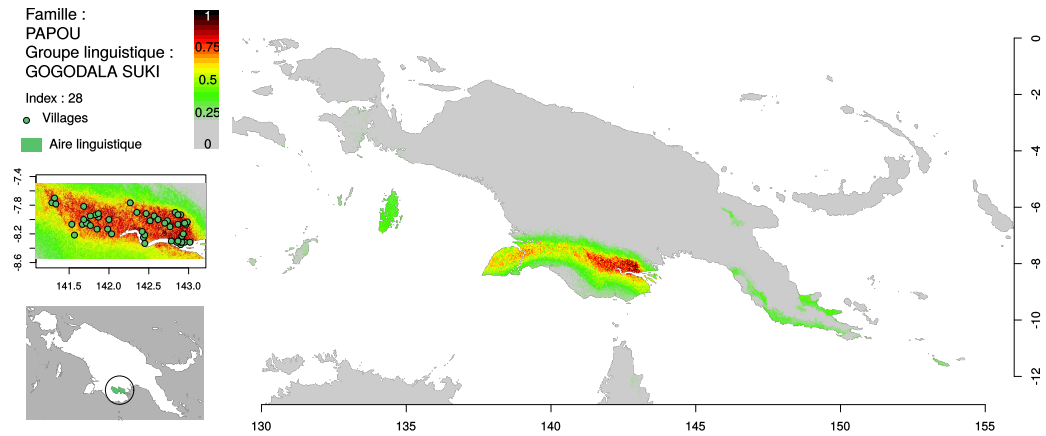 Famille :
PAPOU
Groupe linguistique :
GOGODALA SUKI
Index : 28
Villages
Aire linguistique
1
0.75
0.5
0.25
0
-7.4
-7.8
-8.2
-8.6
141.5 142.0 142.5 143.0
0
-2
-4
-6
-8
-10
-12
130 135 140 145 150 155